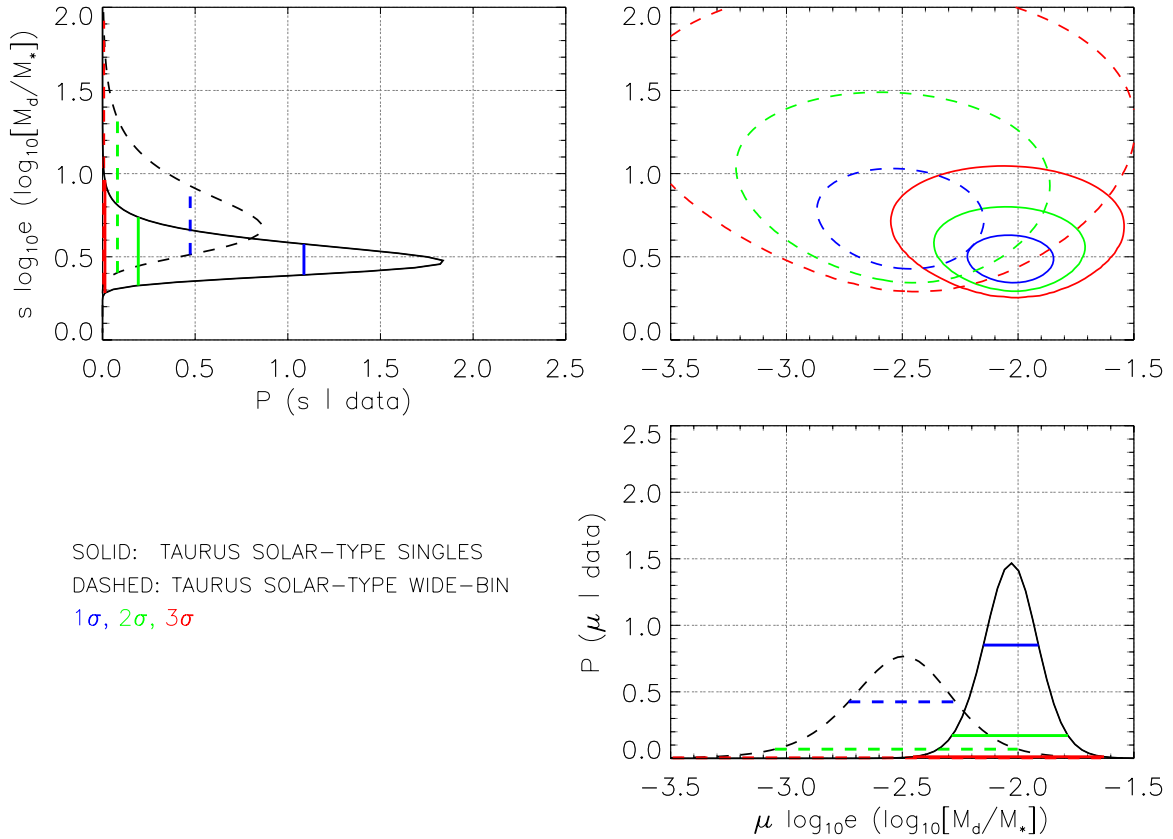 2.0
1.5
1.0
0.5
0.0
s log₁₀e (log₁₀[M_d/M_*])
0.0 0.5 1.0 1.5 2.0 2.5
P (s | data)
2.0
1.5
1.0
0.5
0.0
−3.5 −3.0 −2.5 −2.0 −1.5
SOLID: TAURUS SOLAR−TYPE SINGLES
DASHED: TAURUS SOLAR−TYPE WIDE−BIN
1σ, 2σ, 3σ
2.5
2.0
1.5
1.0
0.5
0.0
P (μ | data)
−3.5 −3.0 −2.5 −2.0 −1.5
μ log₁₀e (log₁₀[M_d/M_*])